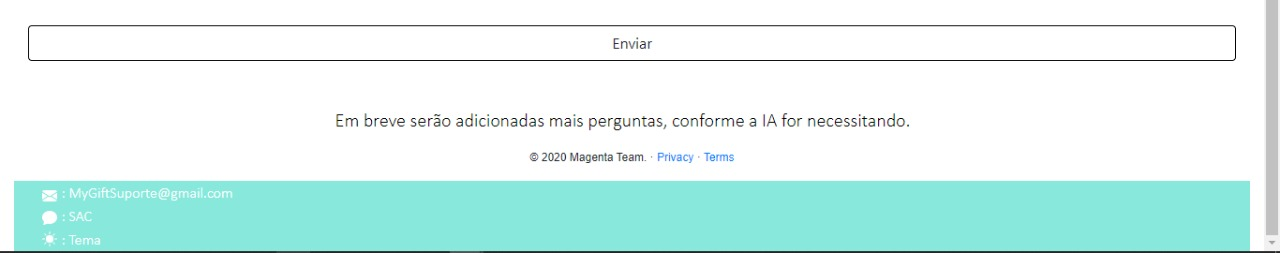 Enviar
Em breve serão adicionadas mais perguntas, conforme a IA for necessitando.
© 2020 Magenta Team. · Privacy · Terms
: MyGiftSuporte@gmail.com
: SAC
: Tema